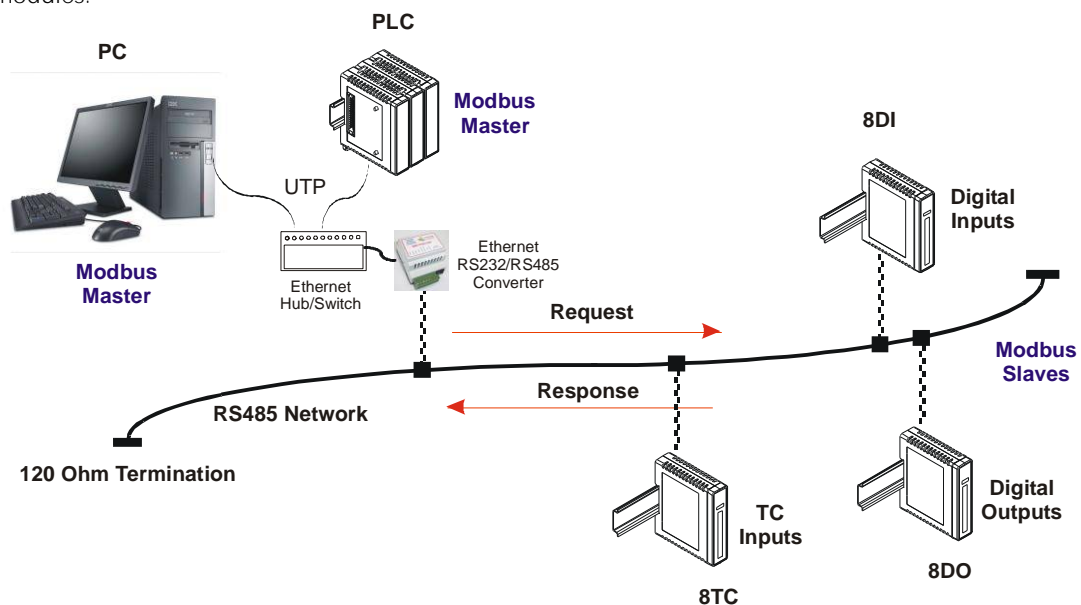 modules.
PLC
PC
Modbus
Master
8DI
UTP
Digital
Inputs
Ethernet
RS232/RS485
Converter
Modbus
Master
Ethernet
Hub/Switch
Request
Modbus
Slaves
Response
RS485 Network
120 Ohm Termination
TC
Inputs
Digital
Outputs
8DO
8TC